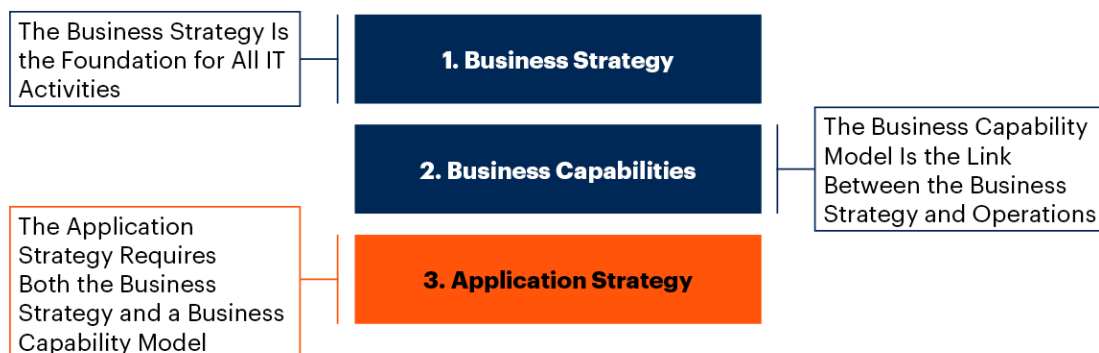 The Business Strategy Is
the Foundation for All IT
Activities
1. Business Strategy
2. Business Capabilities
The Business Capability
Model Is the Link
Between the Business
Strategy and Operations
The Application
Strategy Requires
Both the Business
Strategy and a Business
Capability Model
3. Application Strategy